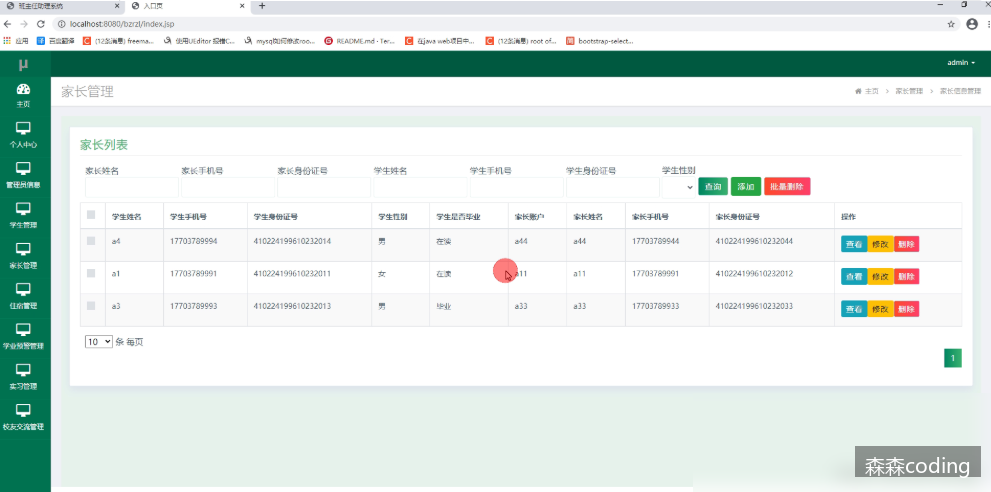 班主任助理系统
入口页
localhost:8080/bzrzl/index.jsp
应用 百度翻译 (12条消息) freema... 使用UEditor 报错C... mysql如何修改roo... README.md · Ter... 在java web项目中... (12条消息) root of... bootstrap-select...
μ
admin
主页
个人中心
管理员信息
学生管理
家长管理
住宿管理
学业预警管理
实习管理
校友交流管理
家长管理
主页 > 家长管理 > 家长信息管理
家长列表
家长姓名 家长手机号 家长身份证号 学生姓名 学生手机号 学生身份证号 学生性别
查询 添加 批量删除
学生姓名 学生手机号 学生身份证号 学生性别 学生是否毕业 家长账户 家长姓名 家长手机号 家长身份证号 操作
a4 17703789994 410224199610232014 男 在读 a44 a44 17703789944 410224199610232044 查看 修改 删除
a1 17703789991 410224199610232011 女 在读 a11 a11 17703789991 410224199610232012 查看 修改 删除
a3 17703789993 410224199610232013 男 毕业 a33 a33 17703789933 410224199610232033 查看 修改 删除
10 条 每页
1
森森coding